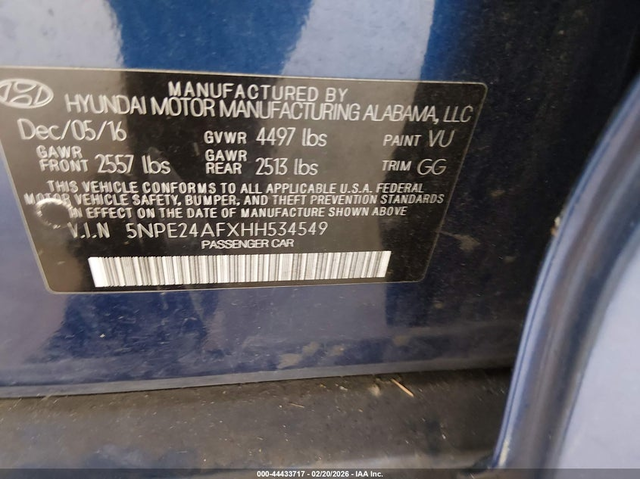 MANUFACTURED BY
HYUNDAI MOTOR MANUFACTURING ALABAMA, LLC
Dec/05/16 GVWR 4497 lbs PAINT VU
GAWR FRONT 2557 lbs GAWR REAR 2513 lbs TRIM GG
THIS VEHICLE CONFORMS TO ALL APPLICABLE U.S.A. FEDERAL
MOTOR VEHICLE SAFETY, BUMPER, AND THEFT PREVENTION STANDARDS
IN EFFECT ON THE DATE OF MANUFACTURE SHOWN ABOVE
V.I.N 5NPE24AFXHH534549
PASSENGER CAR
000-44433717 - 02/20/2026 - IAA Inc.